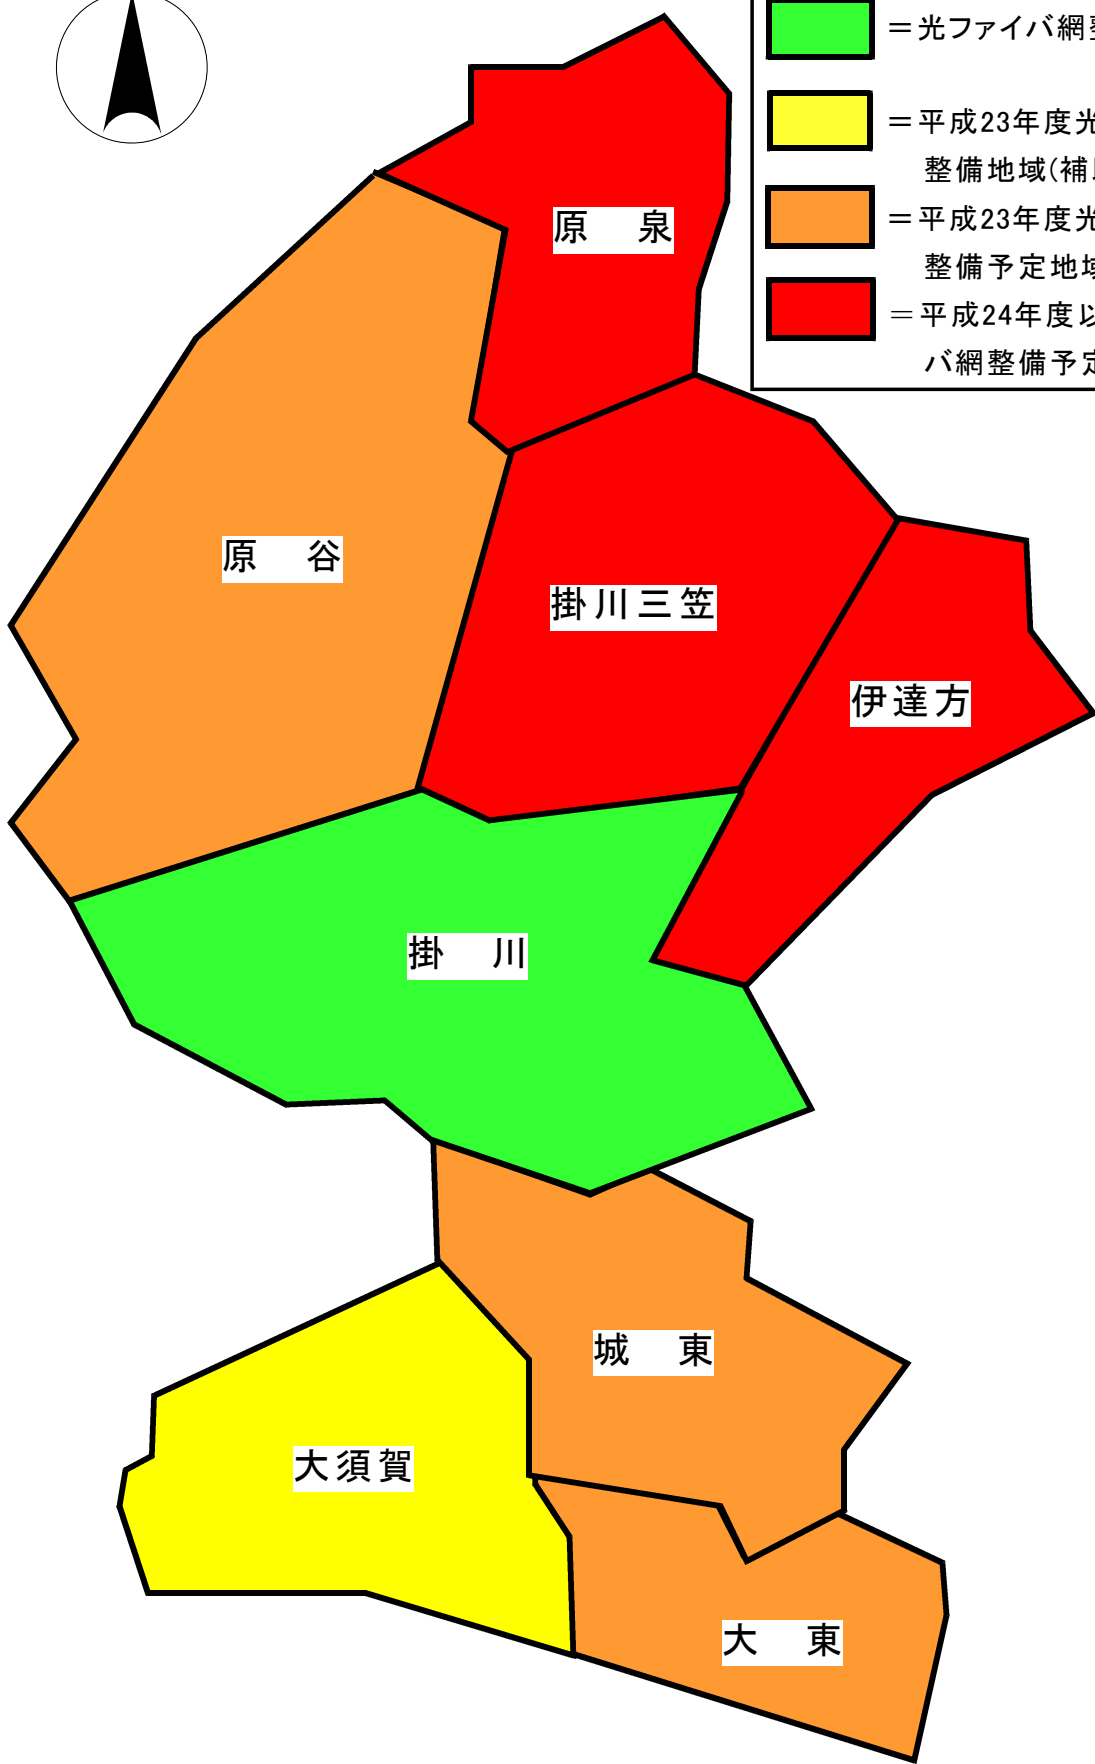 ＝光ファイバ網
＝平成23年度光
整備地域(補
＝平成23年度光
整備予定地域
＝平成24年度以
バ網整備予定
原　泉
原　谷
掛川三笠
伊達方
掛　川
城　東
大須賀
大　東